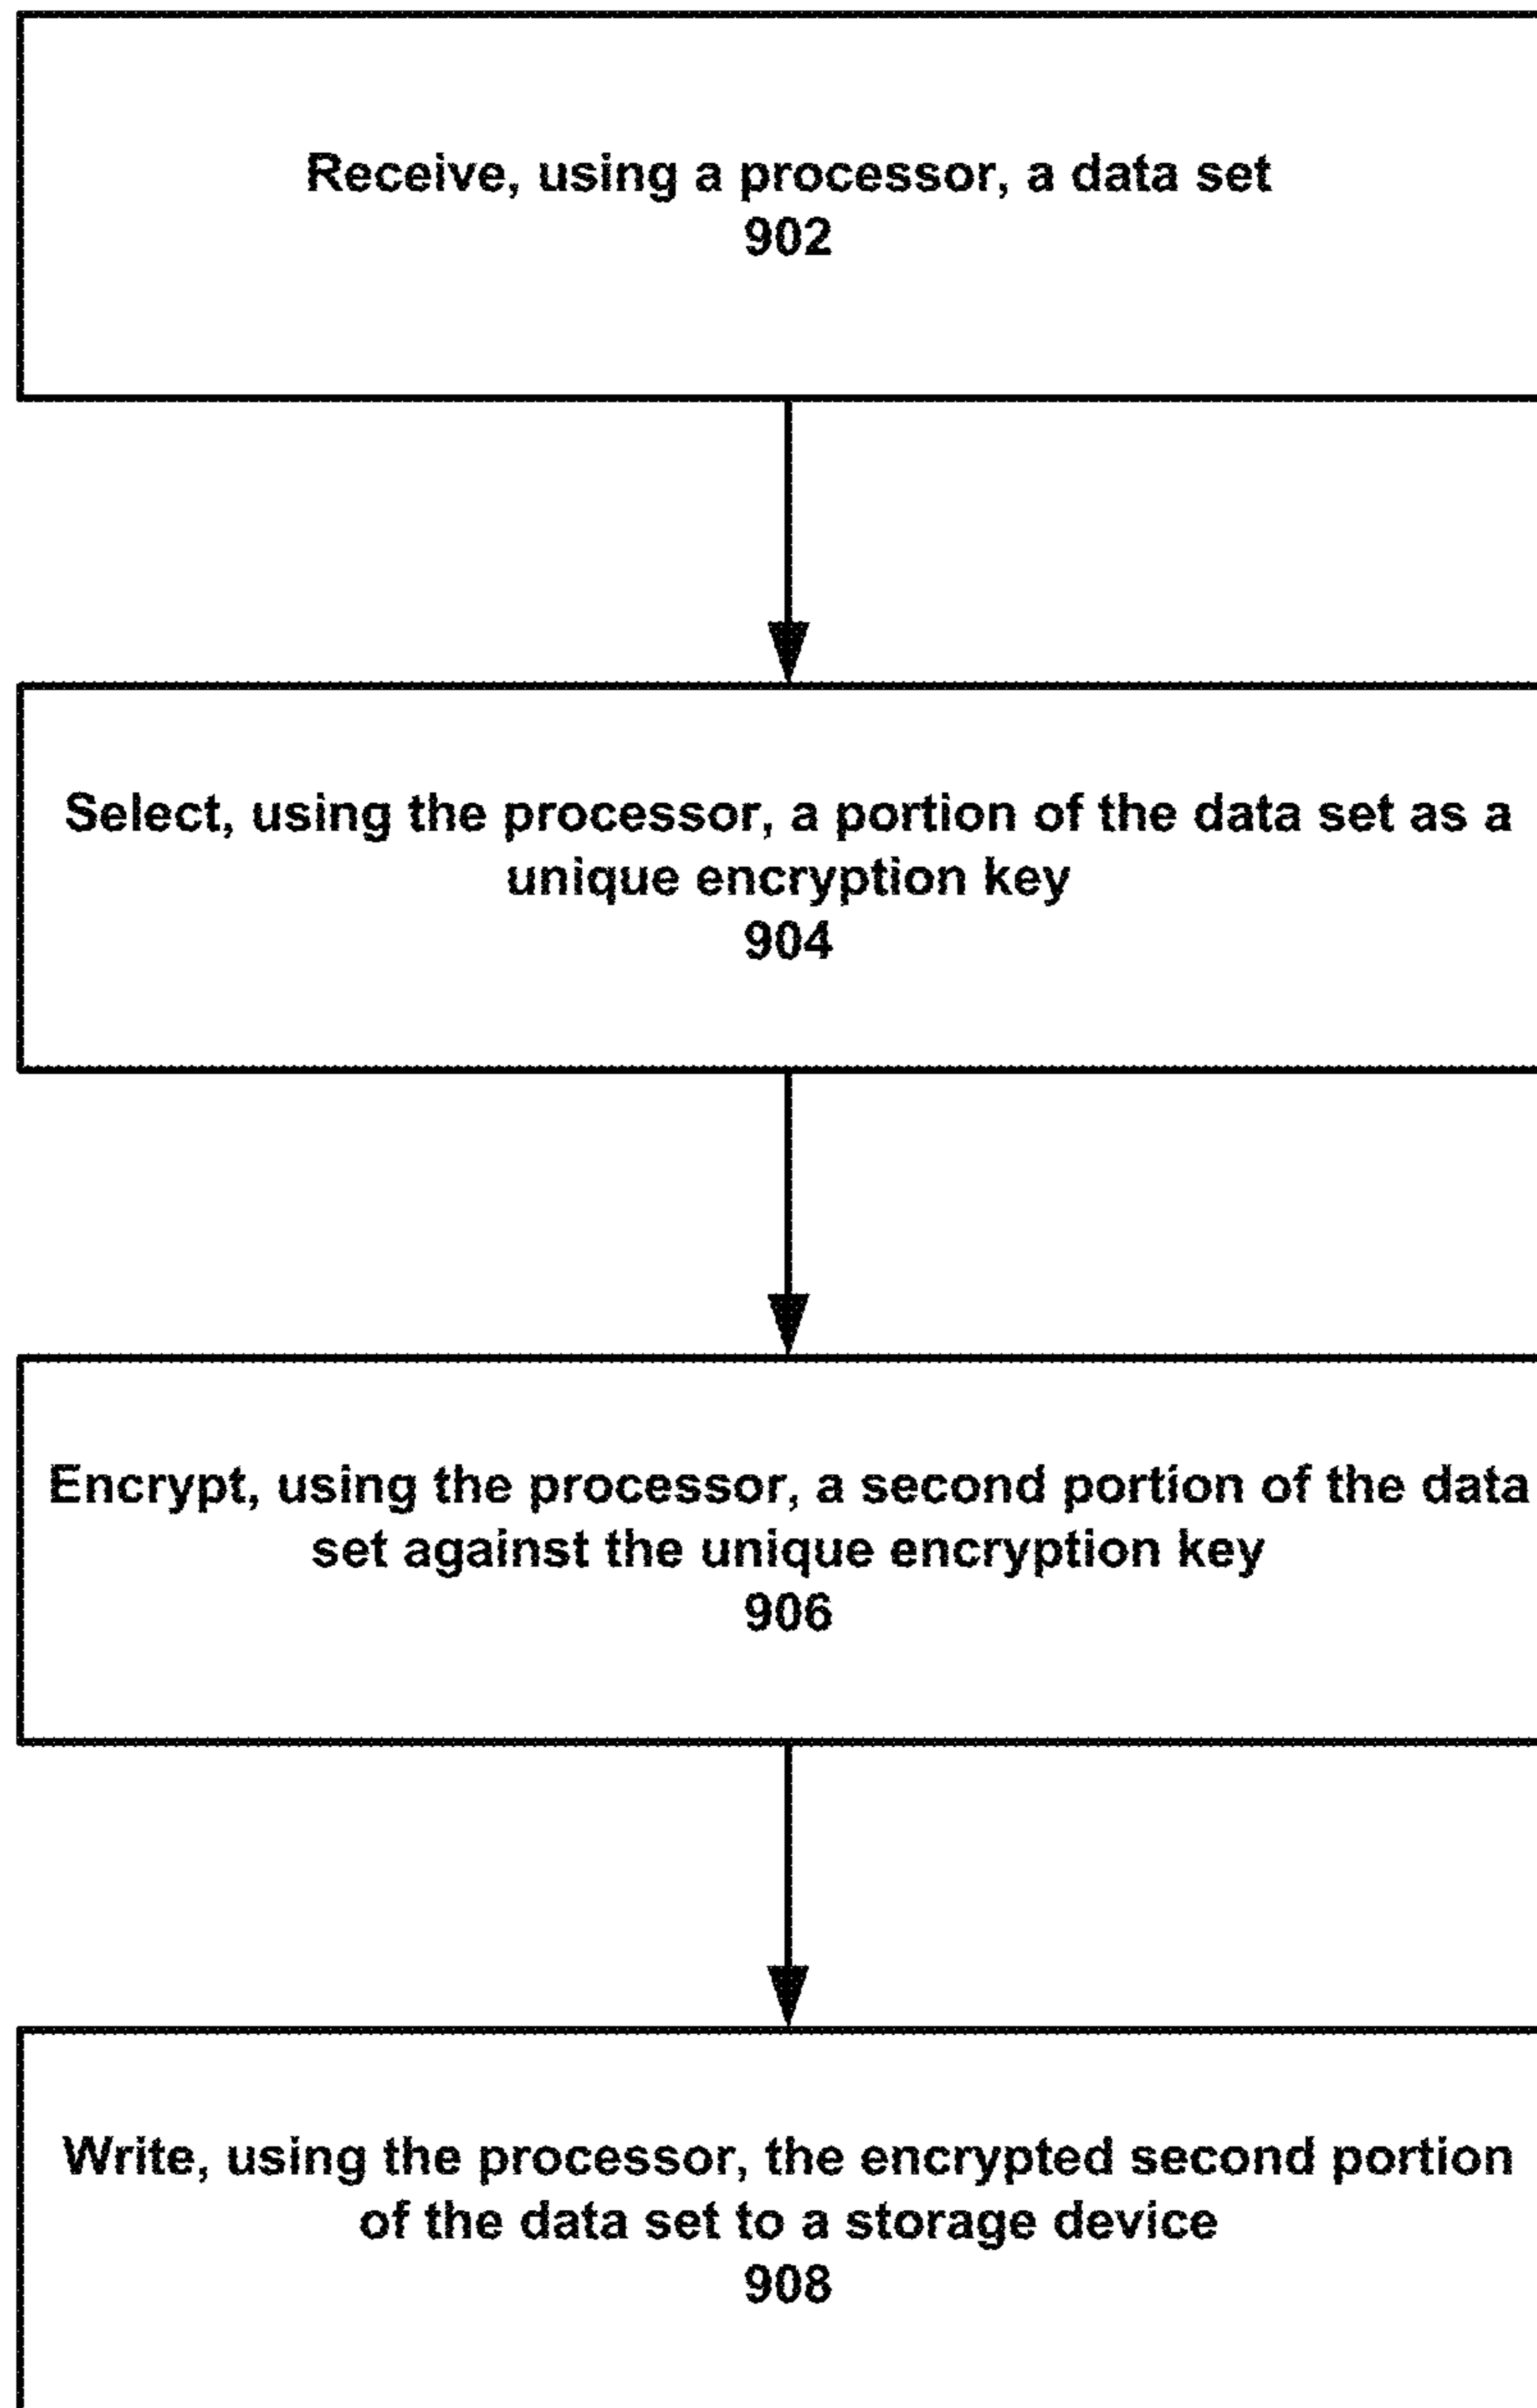 Receive, using a processor, a data set
902
Select, using the processor, a portion of the data set as a
unique encryption key
904
Encrypt, using the processor, a second portion of the data
set against the unique encryption key
906
Write, using the processor, the encrypted second portion
of the data set to a storage device
908